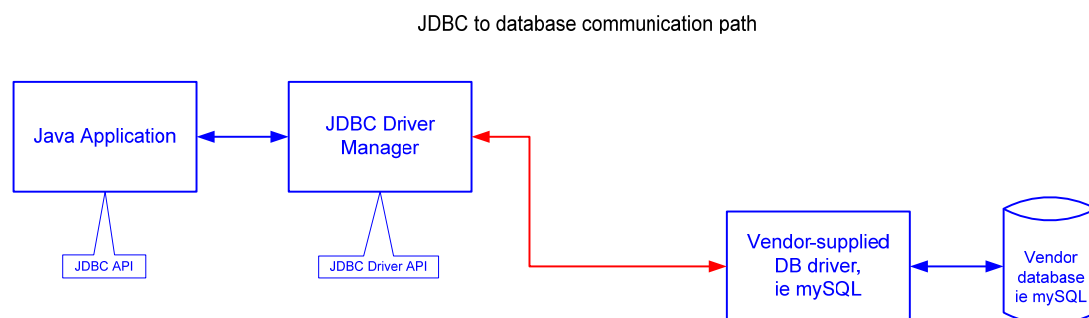 JDBC to database communication path
Java Application
JDBC Driver
Manager
JDBC API
JDBC Driver API
Vendor-supplied
DB driver,
ie mySQL
Vendor
database
ie mySQL